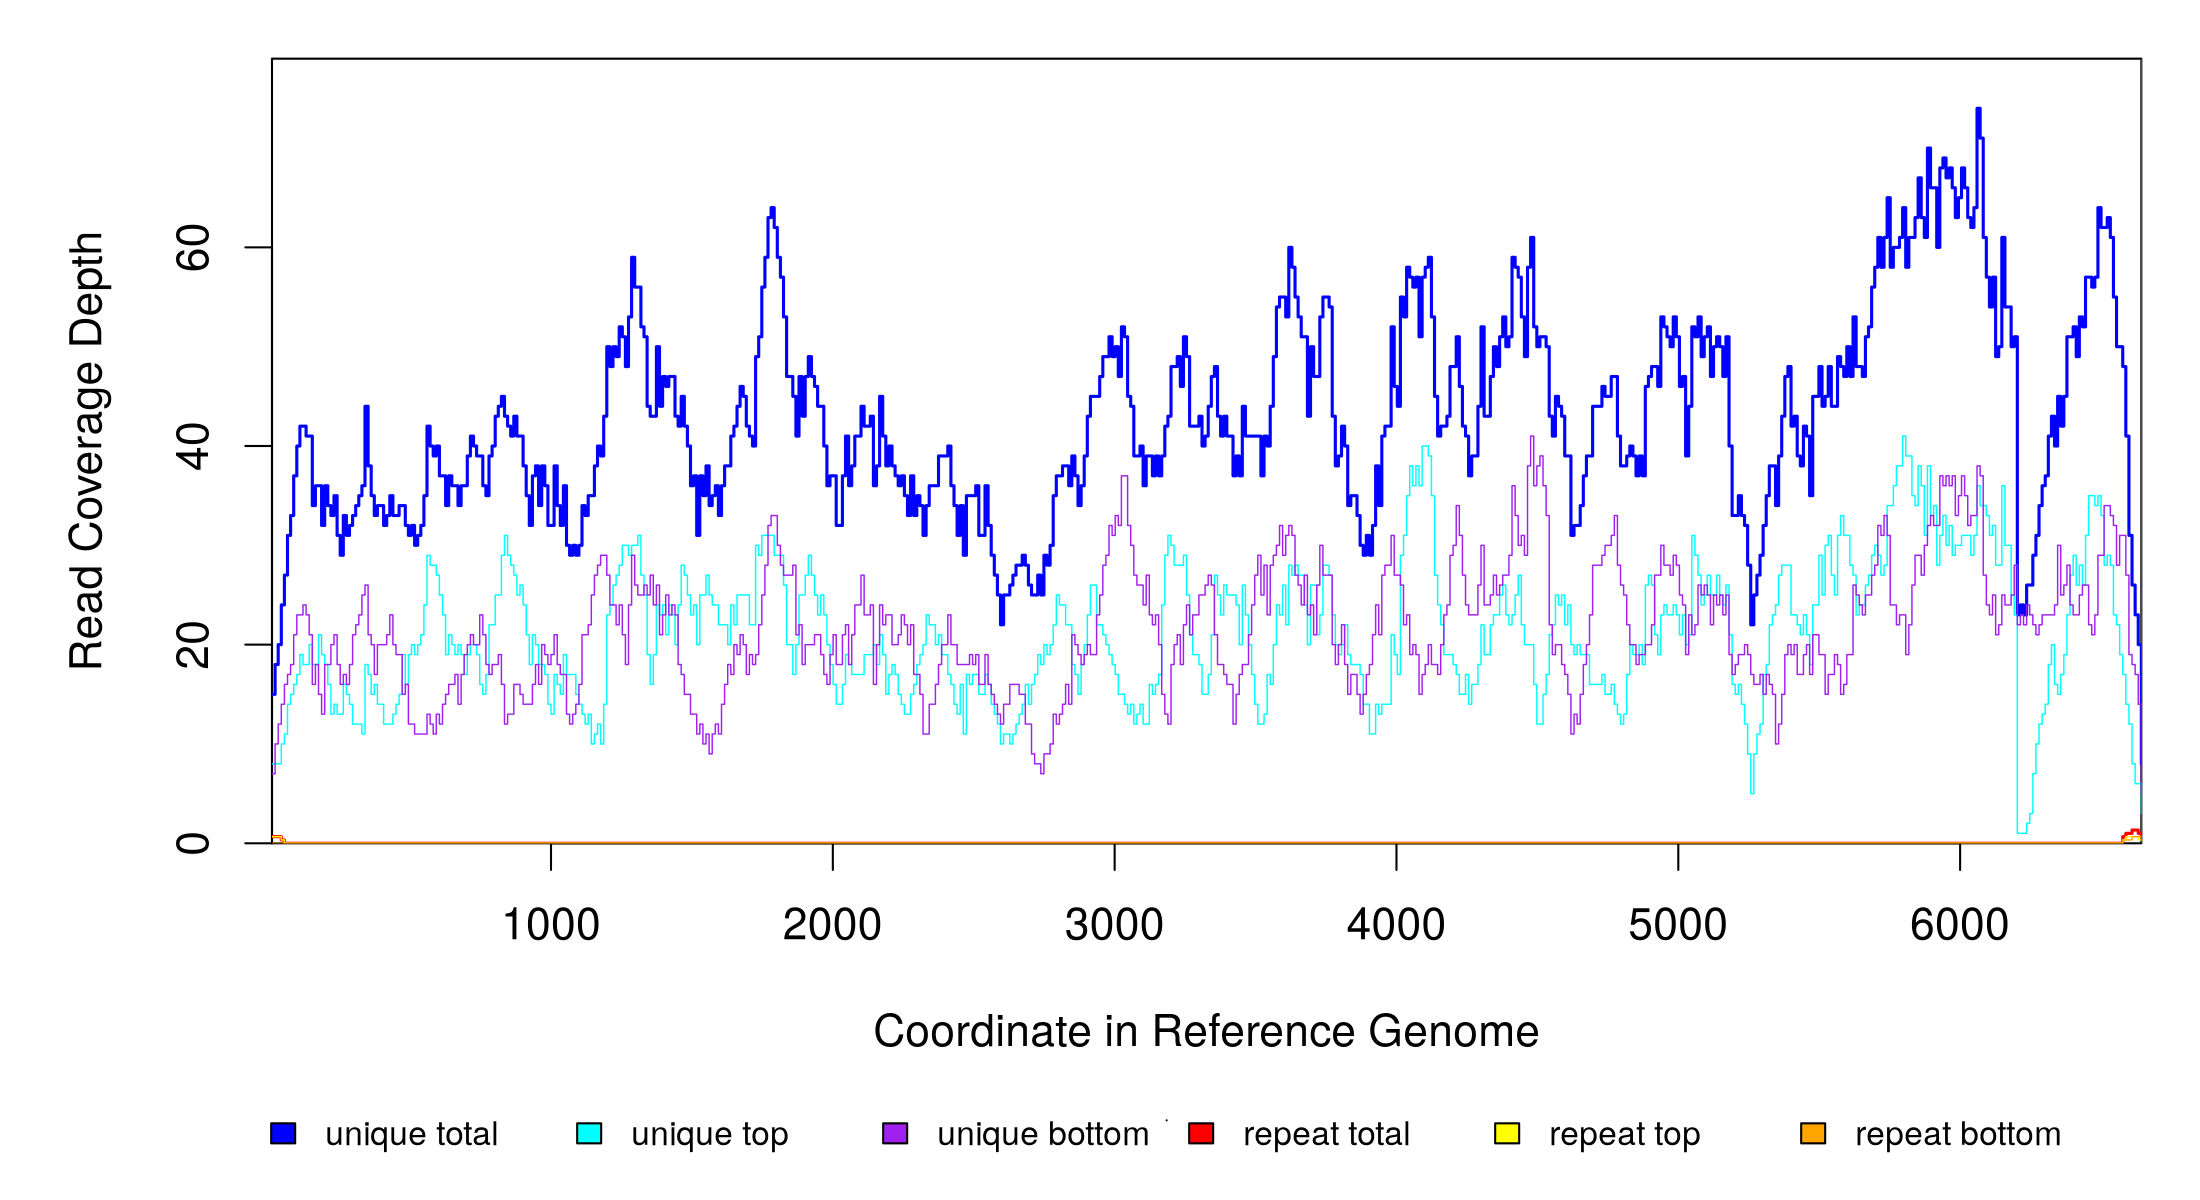 Read Coverage Depth
60
40
20
0
1000 2000 3000 4000 5000 6000
Coordinate in Reference Genome
unique total unique top unique bottom repeat total repeat top repeat bottom